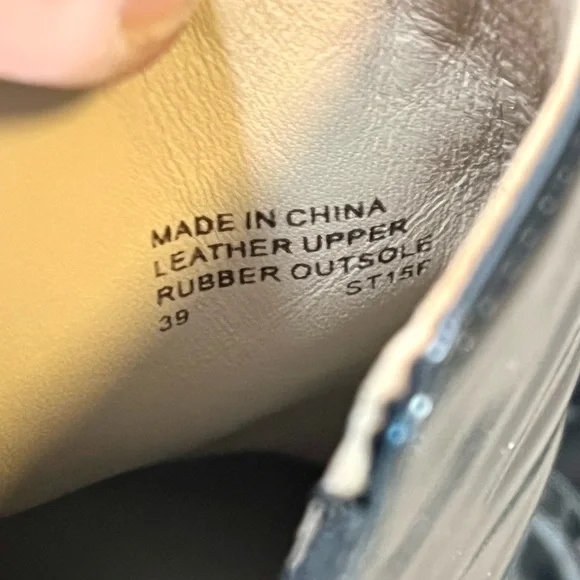 MADE IN CHINA
LEATHER UPPER
RUBBER OUTSOLE
ST15F
39